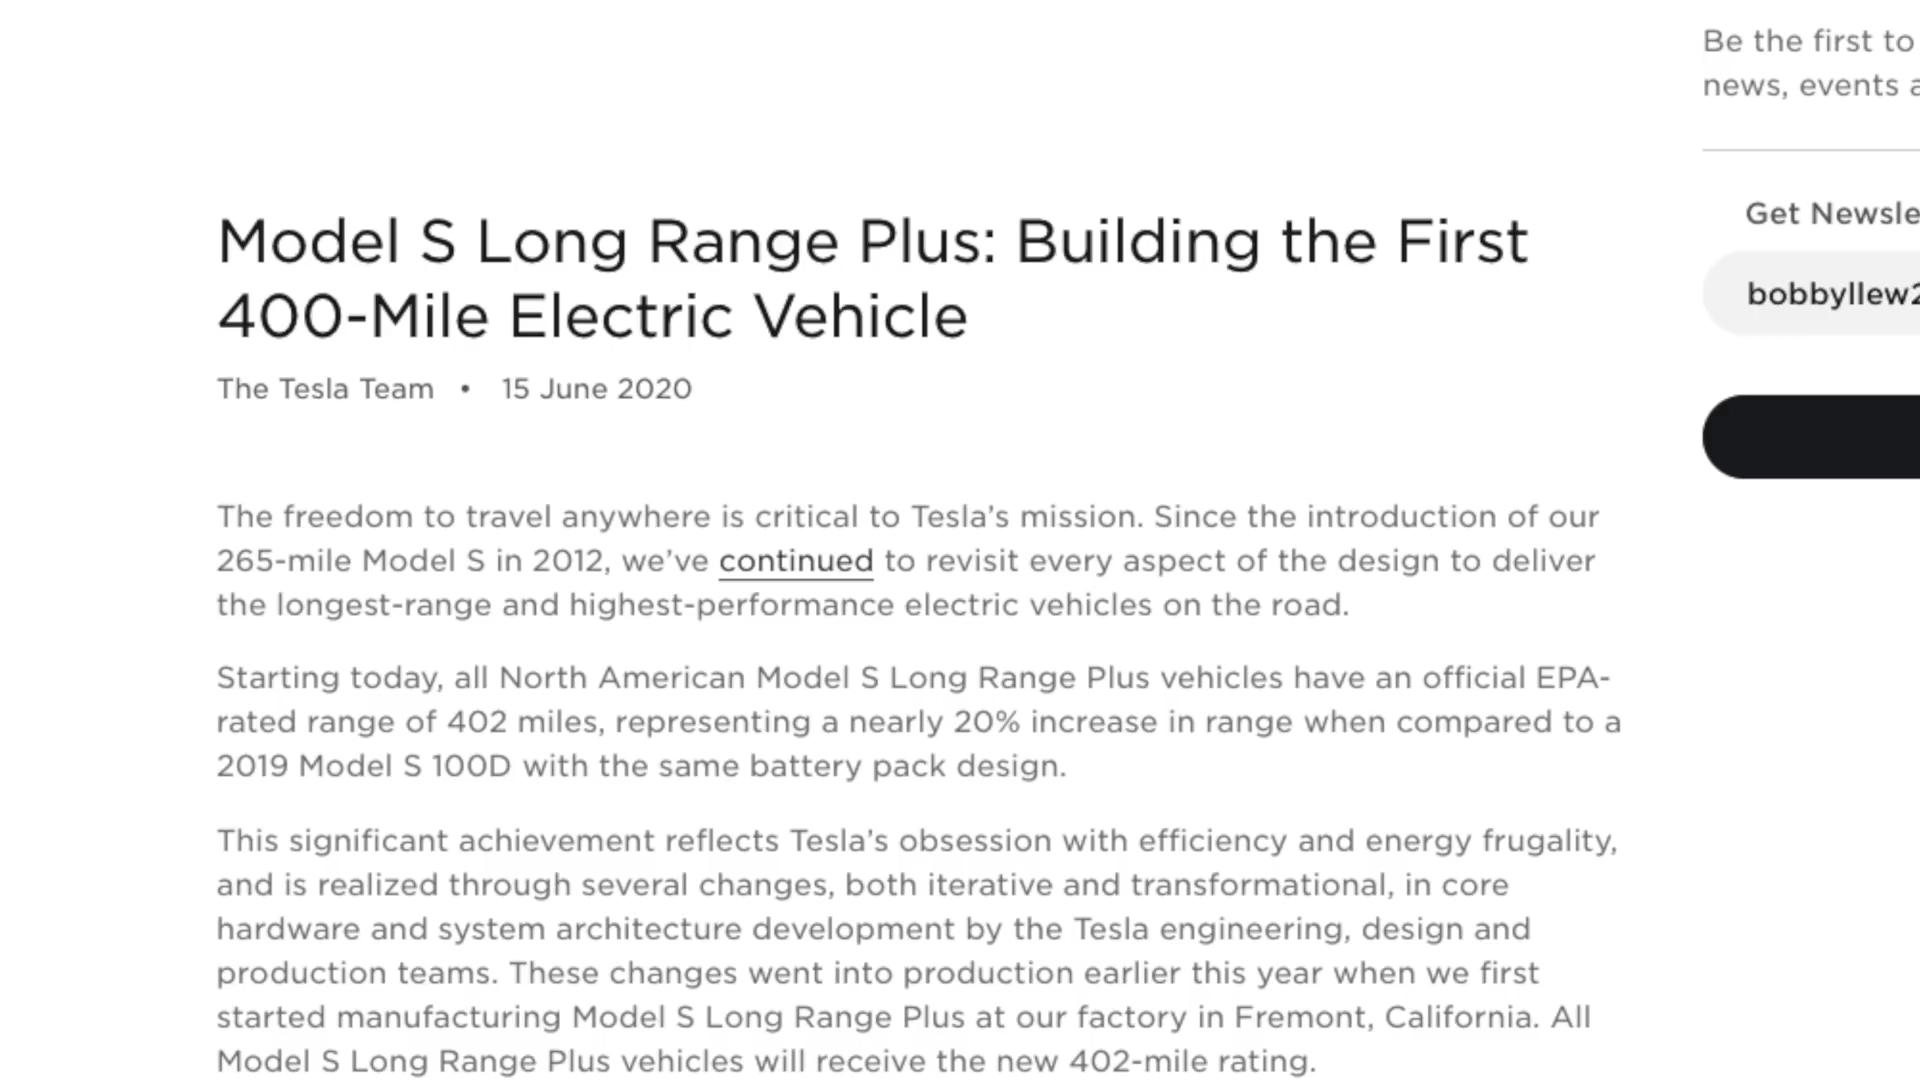 Be the first to
news, events a
Get Newsle
bobbyllew2
Model S Long Range Plus: Building the First
400-Mile Electric Vehicle
The Tesla Team • 15 June 2020
The freedom to travel anywhere is critical to Tesla’s mission. Since the introduction of our
265-mile Model S in 2012, we’ve continued to revisit every aspect of the design to deliver
the longest-range and highest-performance electric vehicles on the road.
Starting today, all North American Model S Long Range Plus vehicles have an official EPA-
rated range of 402 miles, representing a nearly 20% increase in range when compared to a
2019 Model S 100D with the same battery pack design.
This significant achievement reflects Tesla’s obsession with efficiency and energy frugality,
and is realized through several changes, both iterative and transformational, in core
hardware and system architecture development by the Tesla engineering, design and
production teams. These changes went into production earlier this year when we first
started manufacturing Model S Long Range Plus at our factory in Fremont, California. All
Model S Long Range Plus vehicles will receive the new 402-mile rating.